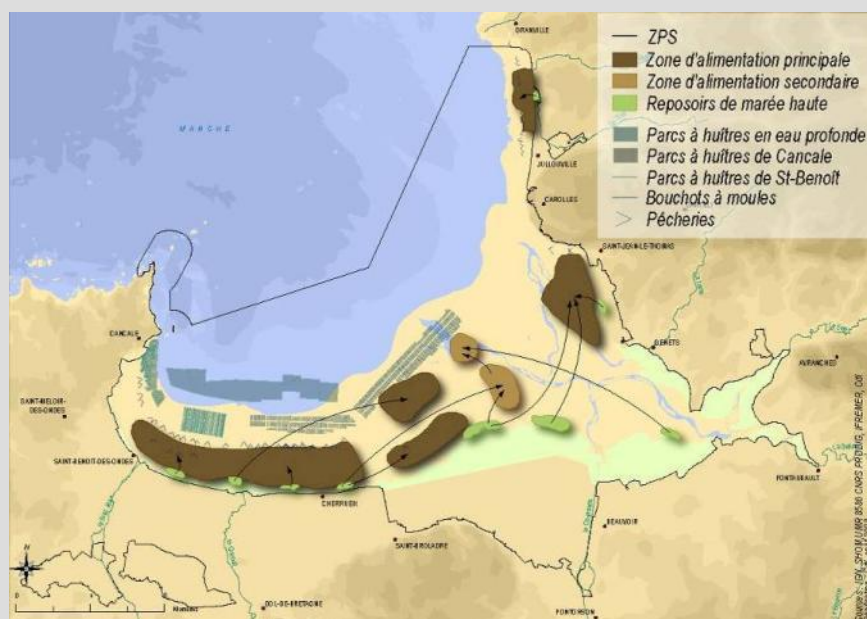 GRANVILLE
ZPS
Zone d'alimentation principale
Zone d'alimentation secondaire
Reposoirs de marée haute
Parcs à huîtres en eau profonde
Parcs à huîtres de Cancale
Parcs à huîtres de St-Benoît
Bouchots à moules
Pêcheries
MANCHE
JULLOUVILLE
CAROLLES
SAINT-JEAN-LE-THOMAS
CANCALE
GENETS
AVRANCHES
SAINT-MELOIR-
DES-ONDES
SAINT-BENOIT-DES-ONDES
PONTAUBAULT
CHERRUEIX
BEAUVOIR
SAINT-BROLADRE
N
DOL-DE-BRETAGNE
PONTORSON